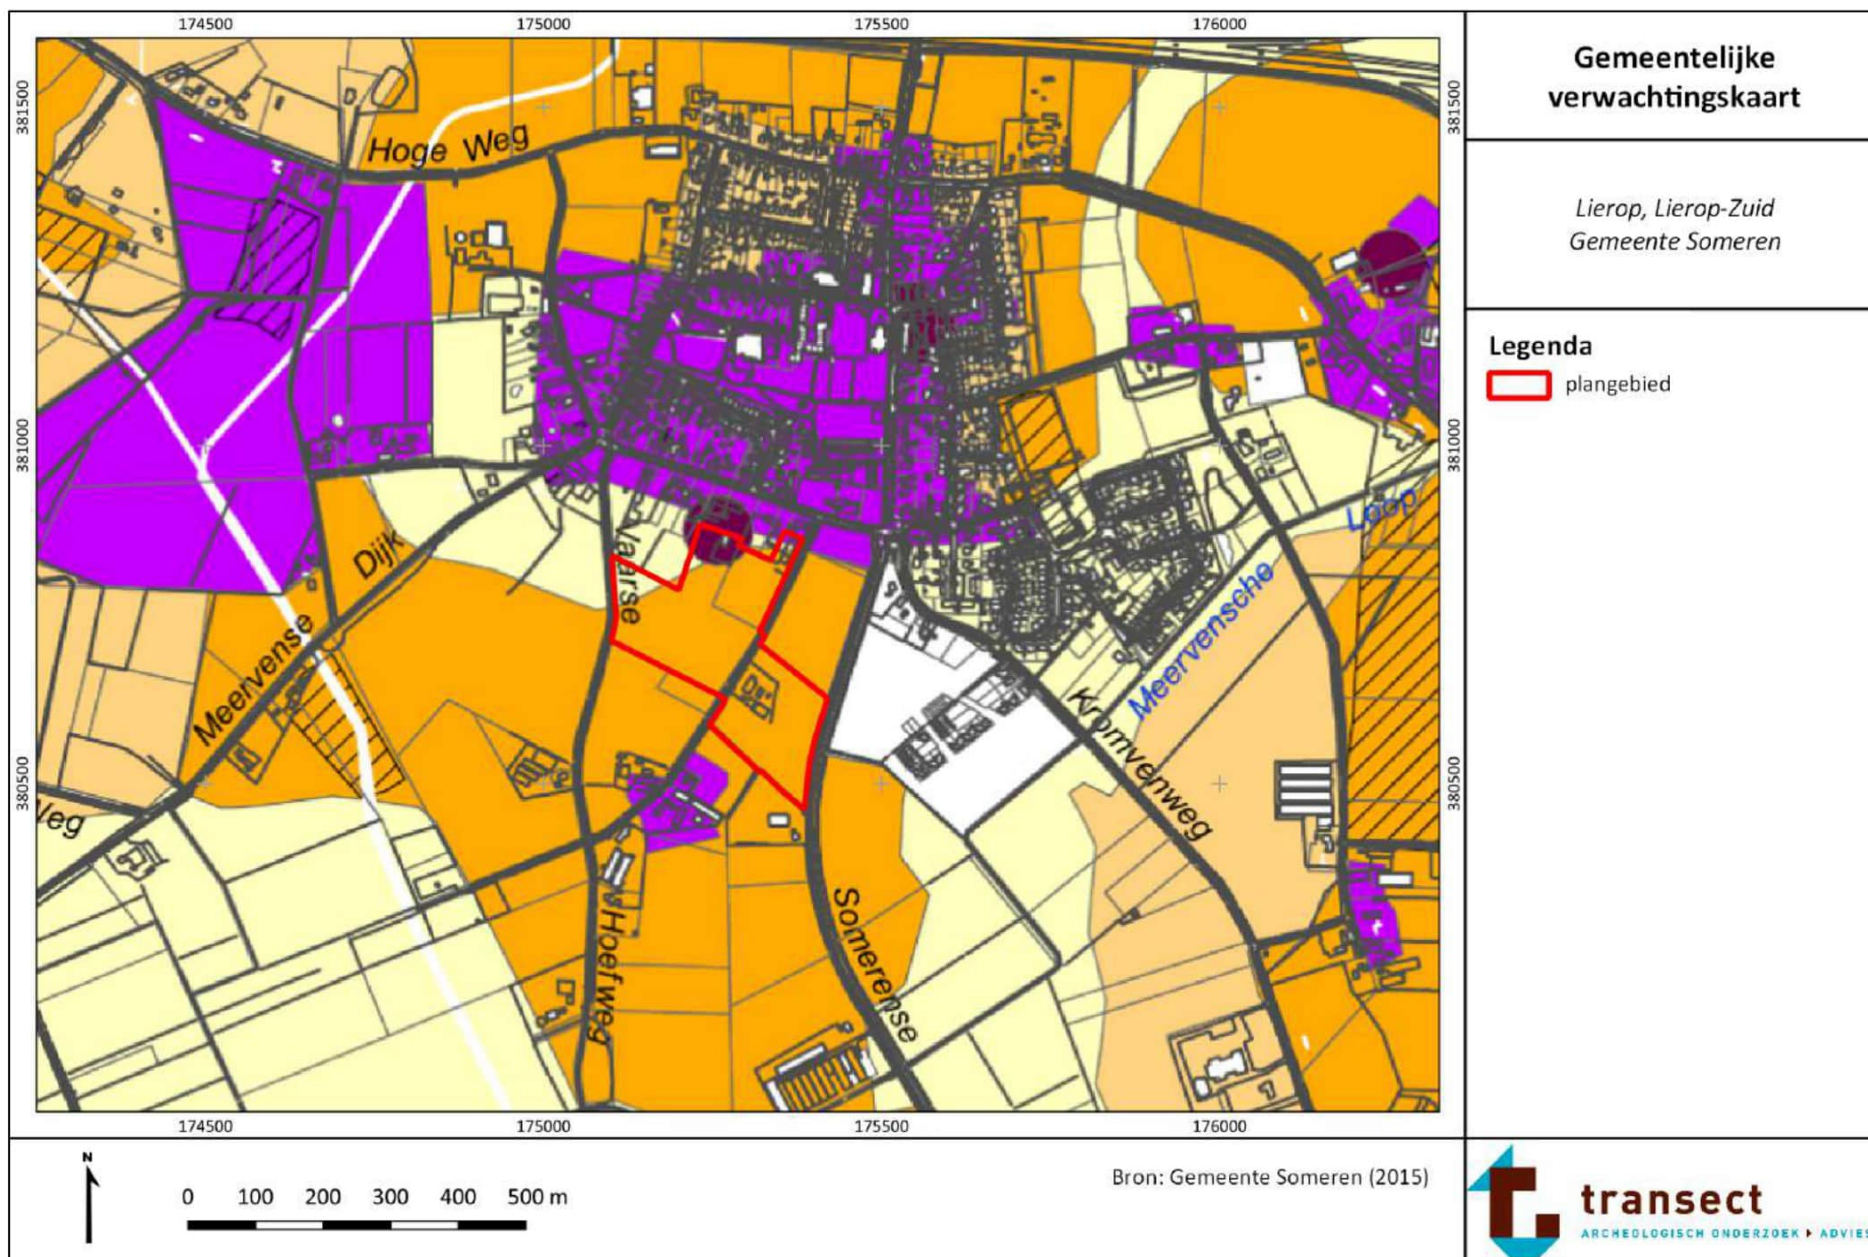 174500 175000 175500 176000
381500 381500
381000 381000
380500 380500
Hoge Weg
Dijk
Meervense
Vaarse
Hoefweg
Somerense
Kromvenweg
Meervensche
Loop
174500 175000 175500 176000
Gemeentelijke
verwachtingskaart
Lierop, Lierop-Zuid
Gemeente Someren
Legenda
plangebied
N
0 100 200 300 400 500 m
Bron: Gemeente Someren (2015)
transect
ARCHEOLOGISCH ONDERZOEK ▸ ADVIES